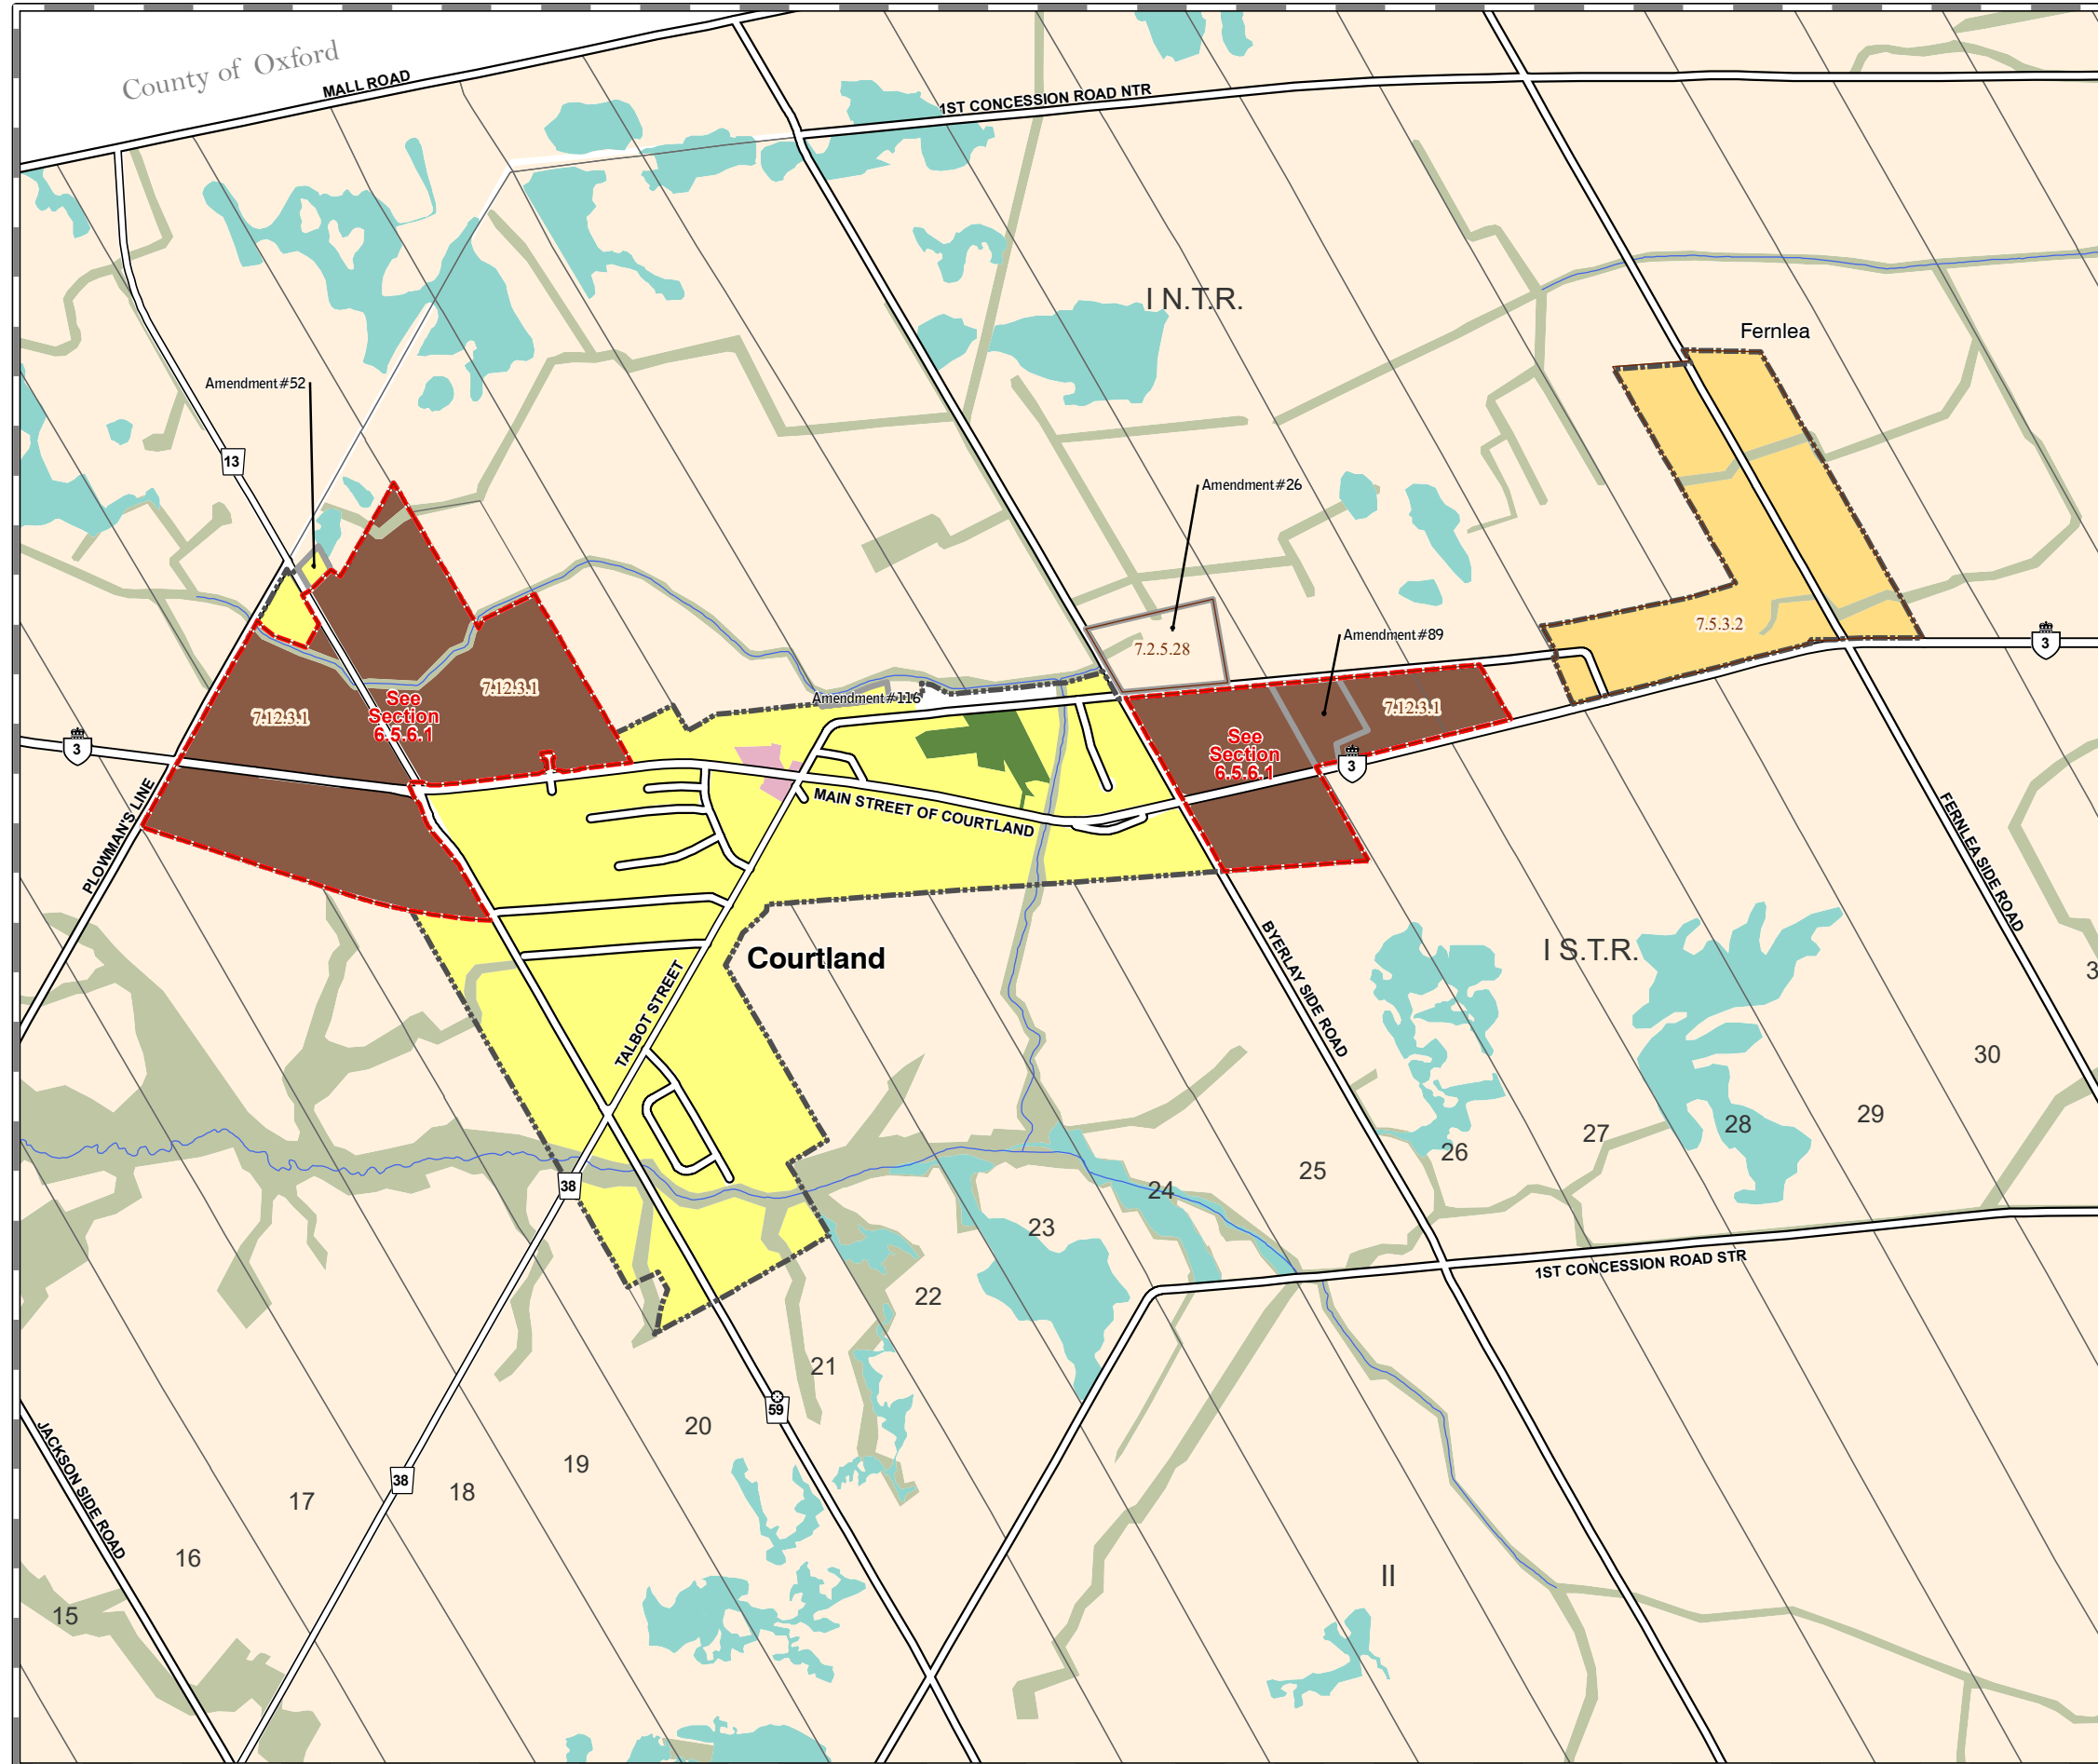 County of Oxford
MALL ROAD
1ST CONCESSION ROAD NTR
I N.T.R.
Fernlea
Amendment #52
13
Amendment #26
7.2.5.28
Amendment #89
7.5.3.2
3
7.12.3.1
7.12.3.1
See
Section
6.5.6.1
Amendment #116
7.12.3.1
See
Section
6.5.6.1
3
3
MAIN STREET OF COURTLAND
PLOWMAN'S LINE
FERNLEA SIDE ROAD
Courtland
BYERLAY SIDE ROAD
I S.T.R.
3
TALBOT STREET
30
29
28
27
26
25
24
38
23
22
1ST CONCESSION ROAD STR
21
59
20
19
18
38
17
JACKSON SIDE ROAD
16
15
II